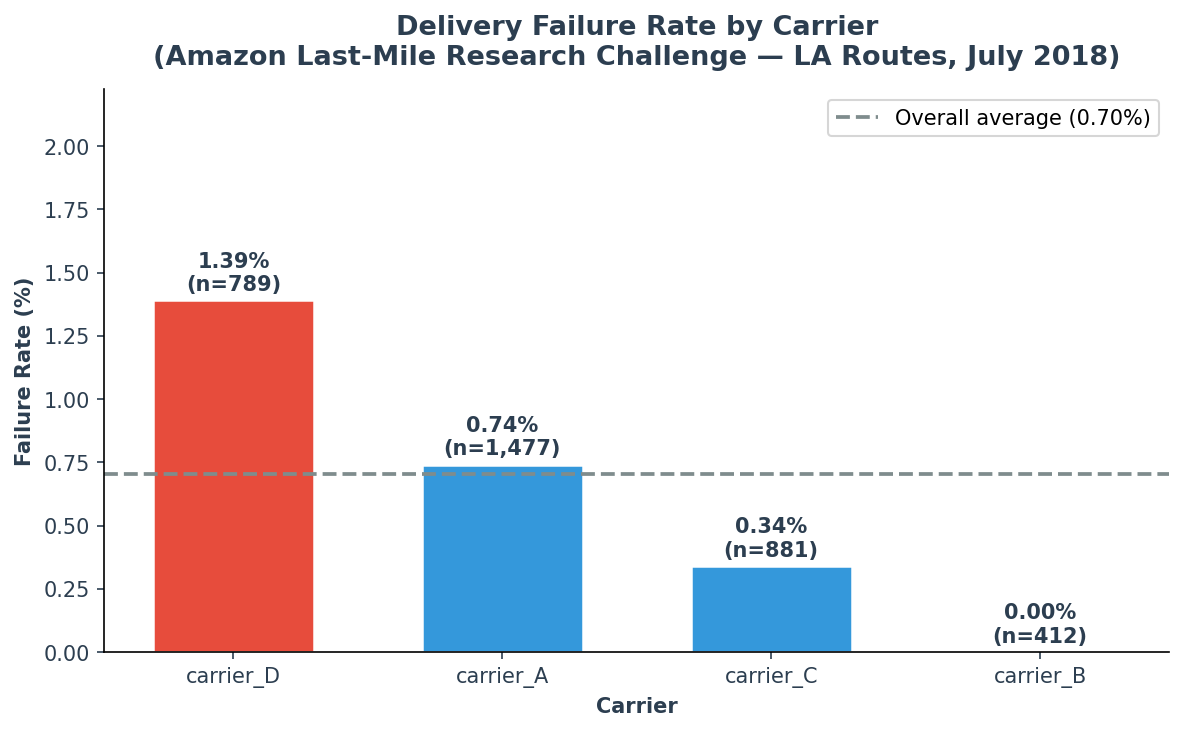 Delivery Failure Rate by Carrier
(Amazon Last-Mile Research Challenge — LA Routes, July 2018)
Overall average (0.70%)
Failure Rate (%)
2.00
1.75
1.50
1.25
1.00
0.75
0.50
0.25
0.00
1.39%
(n=789)
0.74%
(n=1,477)
0.34%
(n=881)
0.00%
(n=412)
carrier_D
carrier_A
carrier_C
carrier_B
Carrier